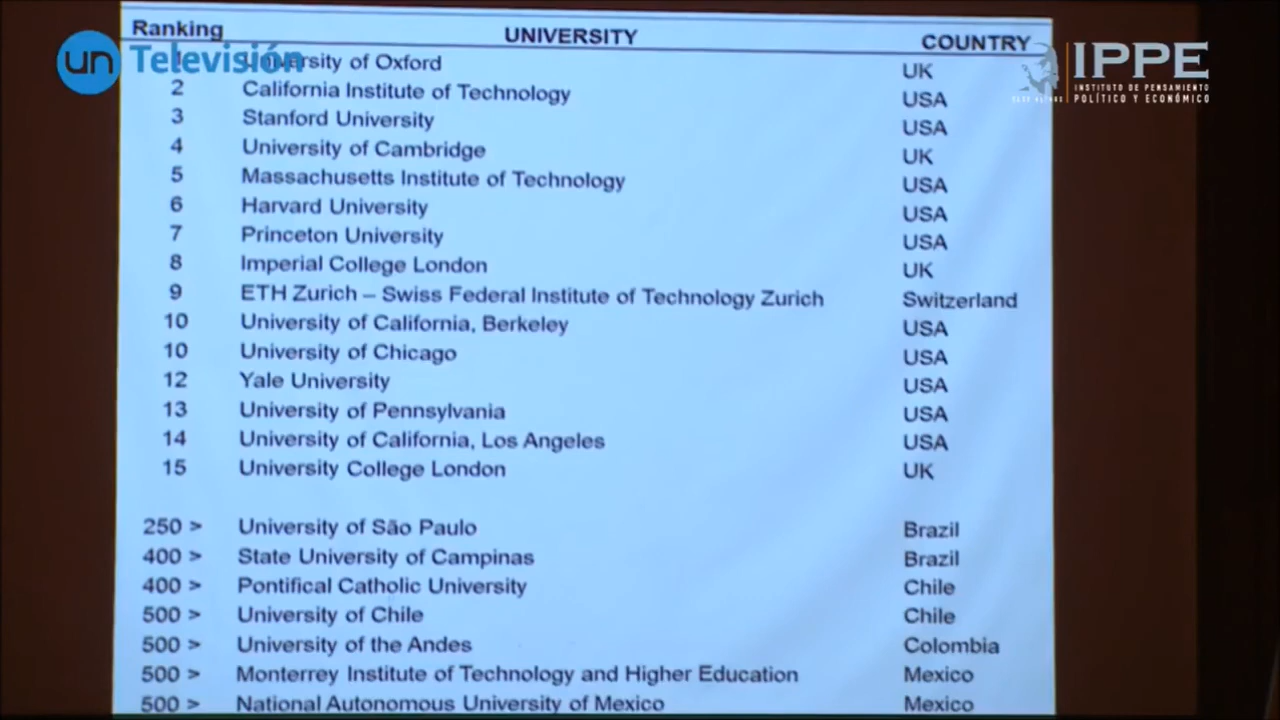 Ranking UNIVERSITY COUNTRY
un Televisión
IPPE
INSTITUTO DE PENSAMIENTO
POLÍTICO Y ECONÓMICO
University of Oxford UK
2 California Institute of Technology USA
3 Stanford University USA
4 University of Cambridge UK
5 Massachusetts Institute of Technology USA
6 Harvard University USA
7 Princeton University USA
8 Imperial College London UK
9 ETH Zurich – Swiss Federal Institute of Technology Zurich Switzerland
10 University of California, Berkeley USA
10 University of Chicago USA
12 Yale University USA
13 University of Pennsylvania USA
14 University of California, Los Angeles USA
15 University College London UK
250 > University of São Paulo Brazil
400 > State University of Campinas Brazil
400 > Pontifical Catholic University Chile
500 > University of Chile Chile
500 > University of the Andes Colombia
500 > Monterrey Institute of Technology and Higher Education Mexico
500 > National Autonomous University of Mexico Mexico